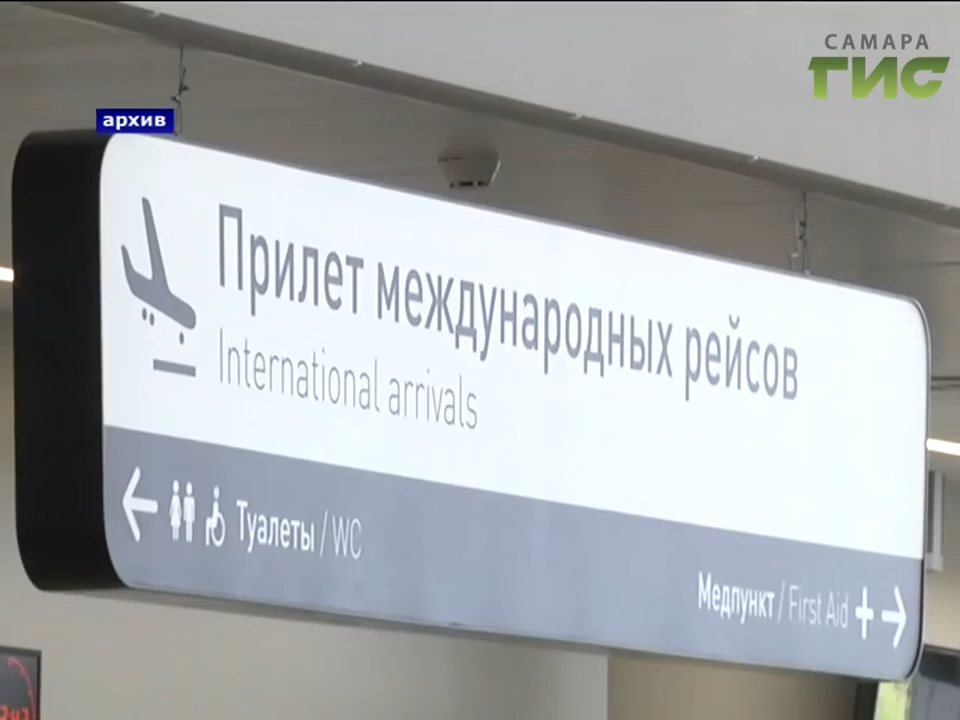 САМАРА
ГИС
архив
Прилет международных рейсов
International arrivals
Туалеты / WC
Медпункт / First Aid